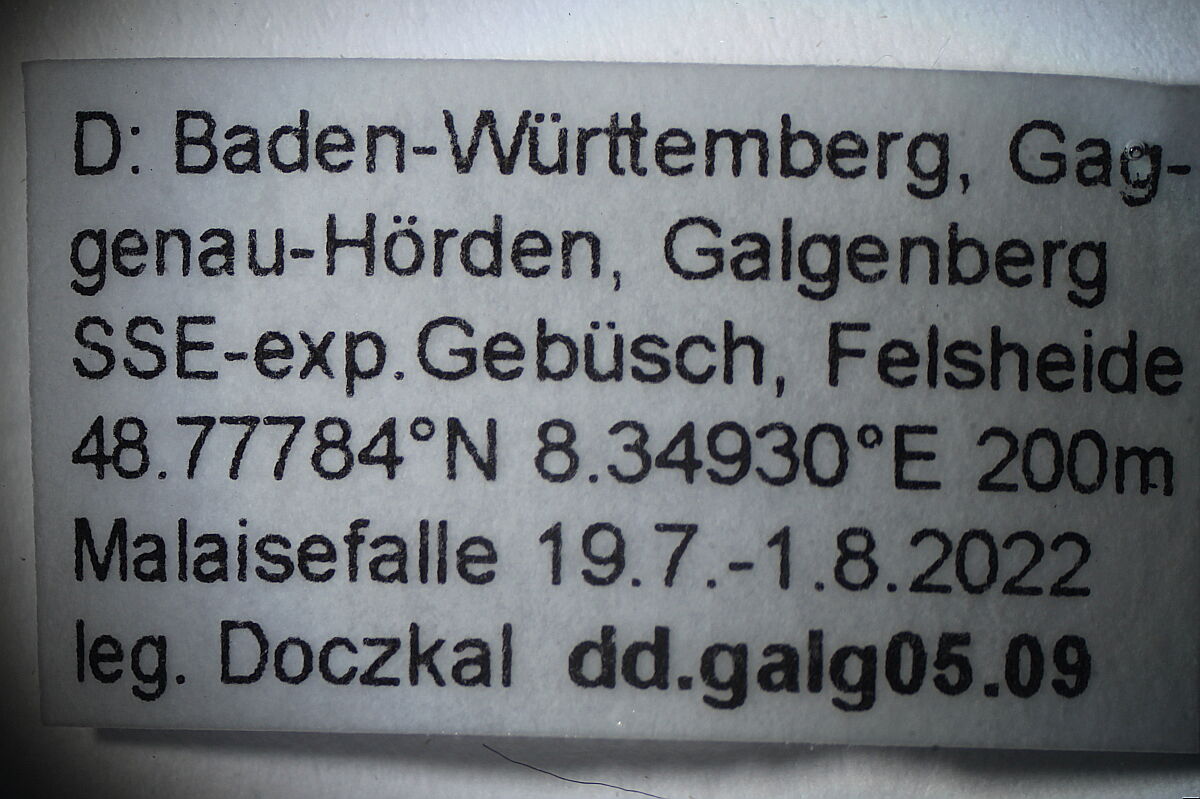 D: Baden-Württemberg, Gag-
genau-Hörden, Galgenberg
SSE-exp. Gebüsch, Felsheide
48.77784°N 8.34930°E 200m
Malaisefalle 19.7.-1.8.2022
leg. Doczkal dd.galg05.09